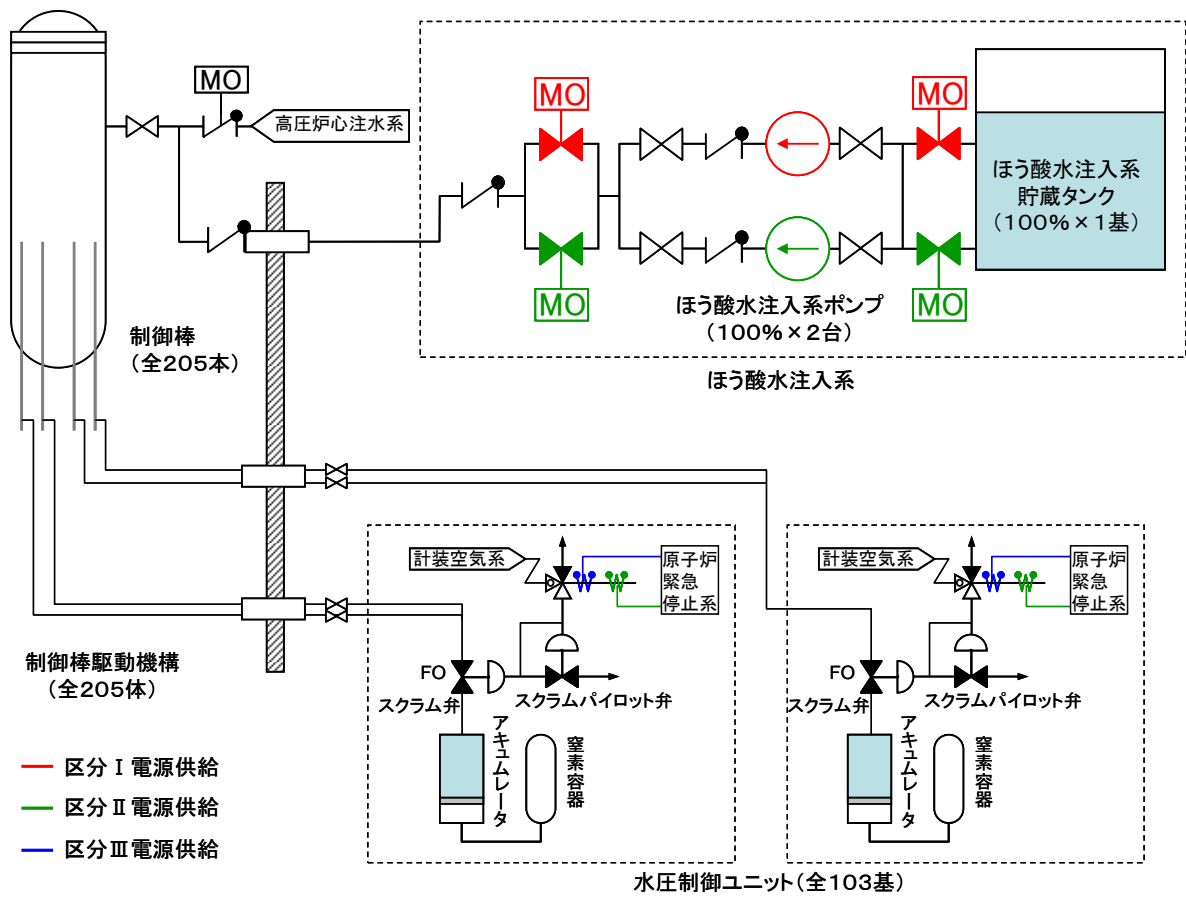 MO
高圧炉心注水系
MO
MO
MO
MO
ほう酸水注入系
貯蔵タンク
（100%×1基）
ほう酸水注入系ポンプ
（100%×2台）
ほう酸水注入系
制御棒
（全205本）
制御棒駆動機構
（全205体）
計装空気系
原子炉
緊急
停止系
FO
スクラム弁
スクラムパイロット弁
アキュムレータ
窒素容器
計装空気系
原子炉
緊急
停止系
FO
スクラム弁
スクラムパイロット弁
アキュムレータ
窒素容器
水圧制御ユニット（全103基）
区分Ⅰ電源供給
区分Ⅱ電源供給
区分Ⅲ電源供給